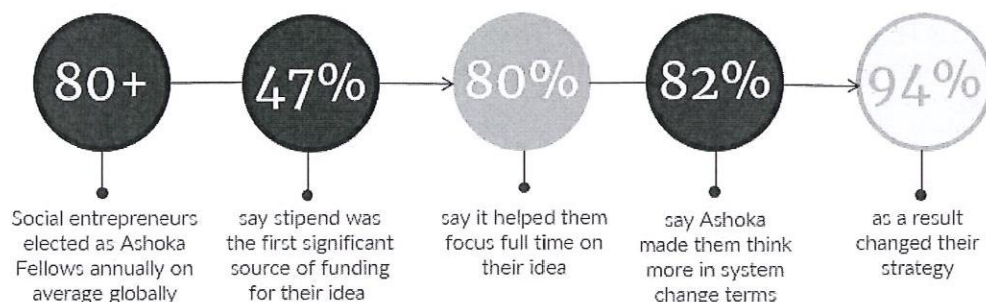 80+
47%
80%
82%
94%
Social entrepreneurs
elected as Ashoka
Fellows annually on
average globally
say stipend was
the first significant
source of funding
for their idea
say it helped them
focus full time on
their idea
say Ashoka
made them think
more in system
change terms
as a result
changed their
strategy